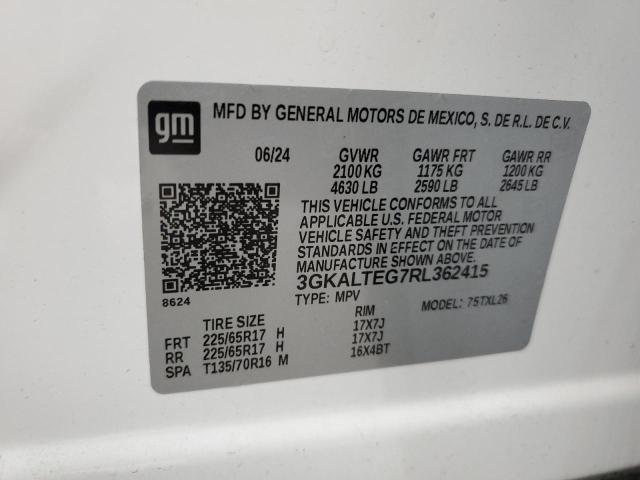 gm
MFD BY GENERAL MOTORS DE MEXICO, S. DE R.L. DE C.V.
06/24 GVWR GAWR FRT GAWR RR
2100 KG 1175 KG 1200 KG
4630 LB 2590 LB 2645 LB
THIS VEHICLE CONFORMS TO ALL
APPLICABLE U.S. FEDERAL MOTOR
VEHICLE SAFETY AND THEFT PREVENTION
STANDARDS IN EFFECT ON THE DATE OF
MANUFACTURE SHOWN ABOVE.
3GKALTEG7RL362415
8624
TYPE: MPV MODEL: 75TXL26
TIRE SIZE RIM
FRT 225/65R17 H 17X7J
RR 225/65R17 H 17X7J
SPA T135/70R16 M 16X4BT